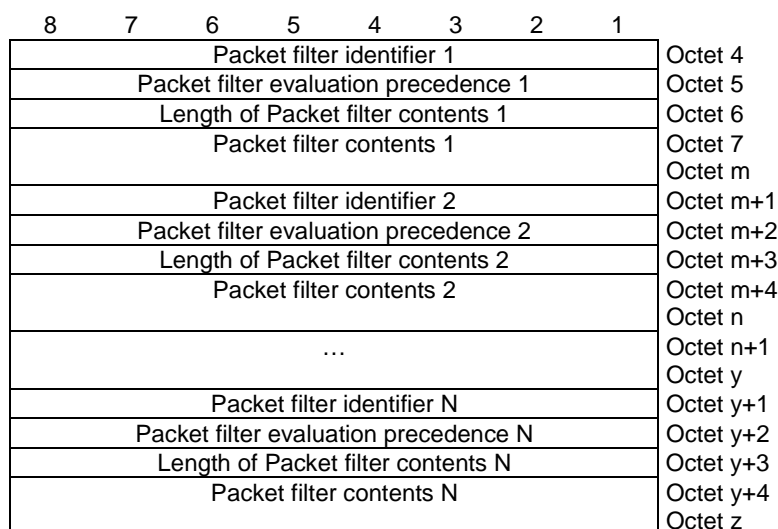 8 7 6 5 4 3 2 1
Packet filter identifier 1 Octet 4
Packet filter evaluation precedence 1 Octet 5
Length of Packet filter contents 1 Octet 6
Packet filter contents 1 Octet 7
Octet m
Packet filter identifier 2 Octet m+1
Packet filter evaluation precedence 2 Octet m+2
Length of Packet filter contents 2 Octet m+3
Packet filter contents 2 Octet m+4
Octet n
… Octet n+1
Octet y
Packet filter identifier N Octet y+1
Packet filter evaluation precedence N Octet y+2
Length of Packet filter contents N Octet y+3
Packet filter contents N Octet y+4
Octet z